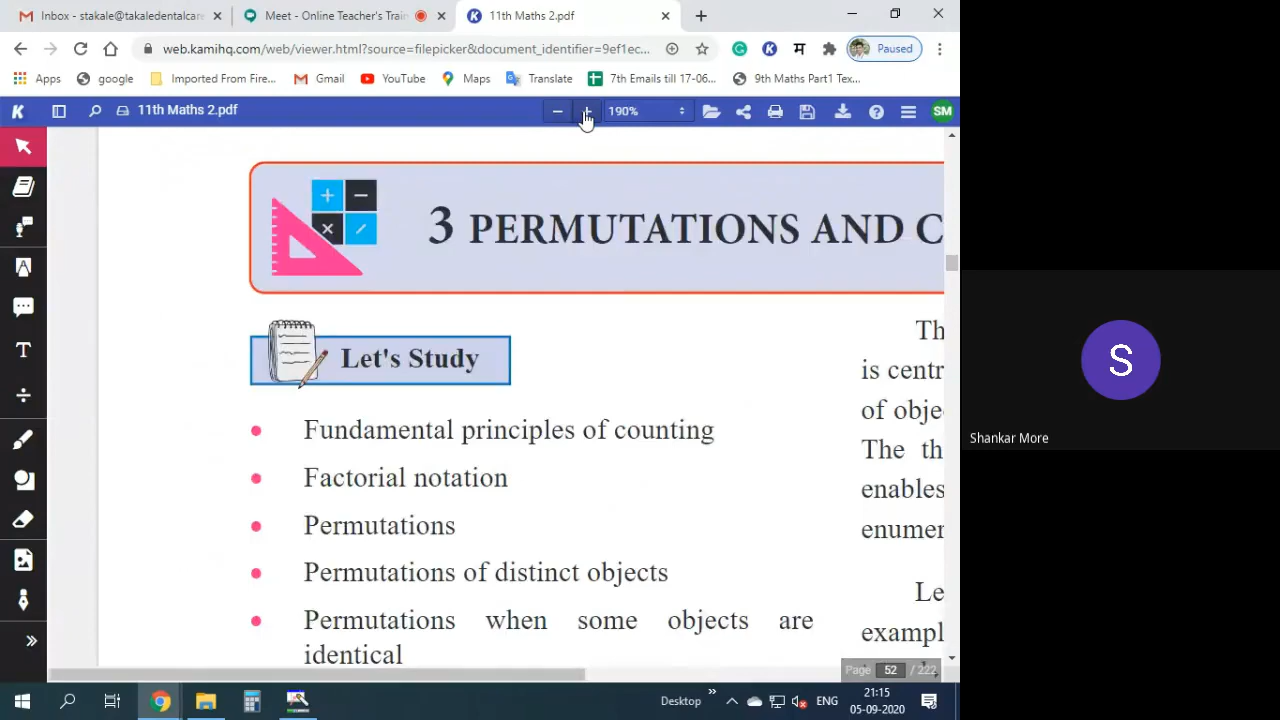 Inbox - stakale@takaledentalcare
Meet - Online Teacher's Train
11th Maths 2.pdf
web.kamihq.com/web/viewer.html?source=filepicker&document_identifier=9ef1ec...
Paused
Apps google Imported From Fire... Gmail YouTube Maps Translate 7th Emails till 17-06... 9th Maths Part1 Tex...
K 11th Maths 2.pdf 190% SM
3 PERMUTATIONS AND C
Let's Study
Fundamental principles of counting
Factorial notation
Permutations
Permutations of distinct objects
Permutations when some objects are
identical
Th
is centr
of obje
The th
enables
enumer
Le
exampl
Page 52 / 222
S
Shankar More
Desktop ENG 21:15
05-09-2020